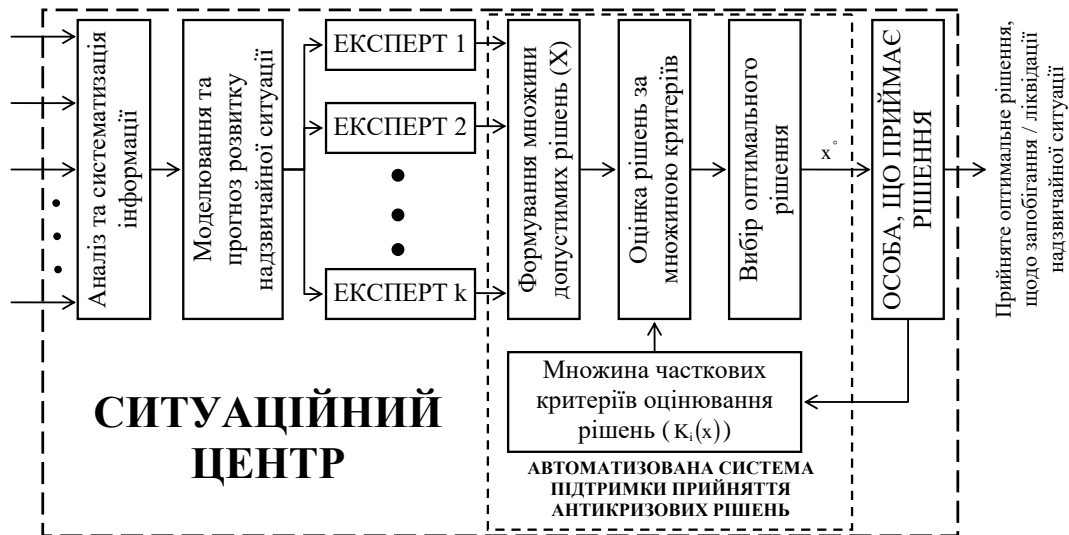 Аналіз та систематизація
інформації
Моделювання та
прогноз розвитку
надзвичайної ситуації
ЕКСПЕРТ 1
ЕКСПЕРТ 2
ЕКСПЕРТ k
Формування множини
допустимих рішень (X)
Оцінка рішень за
множиною критеріїв
Вибір оптимального
рішення
x°
ОСОБА, ЩО ПРИЙМАЄ
РІШЕННЯ
Прийняте оптимальне рішення,
щодо запобігання / ліквідації
надзвичайної ситуації
Множина часткових
критеріїв оцінювання
рішень ( Kᵢ(x))
СИТУАЦІЙНИЙ
ЦЕНТР
АВТОМАТИЗОВАНА СИСТЕМА
ПІДТРИМКИ ПРИЙНЯТТЯ
АНТИКРИЗОВИХ РІШЕНЬ